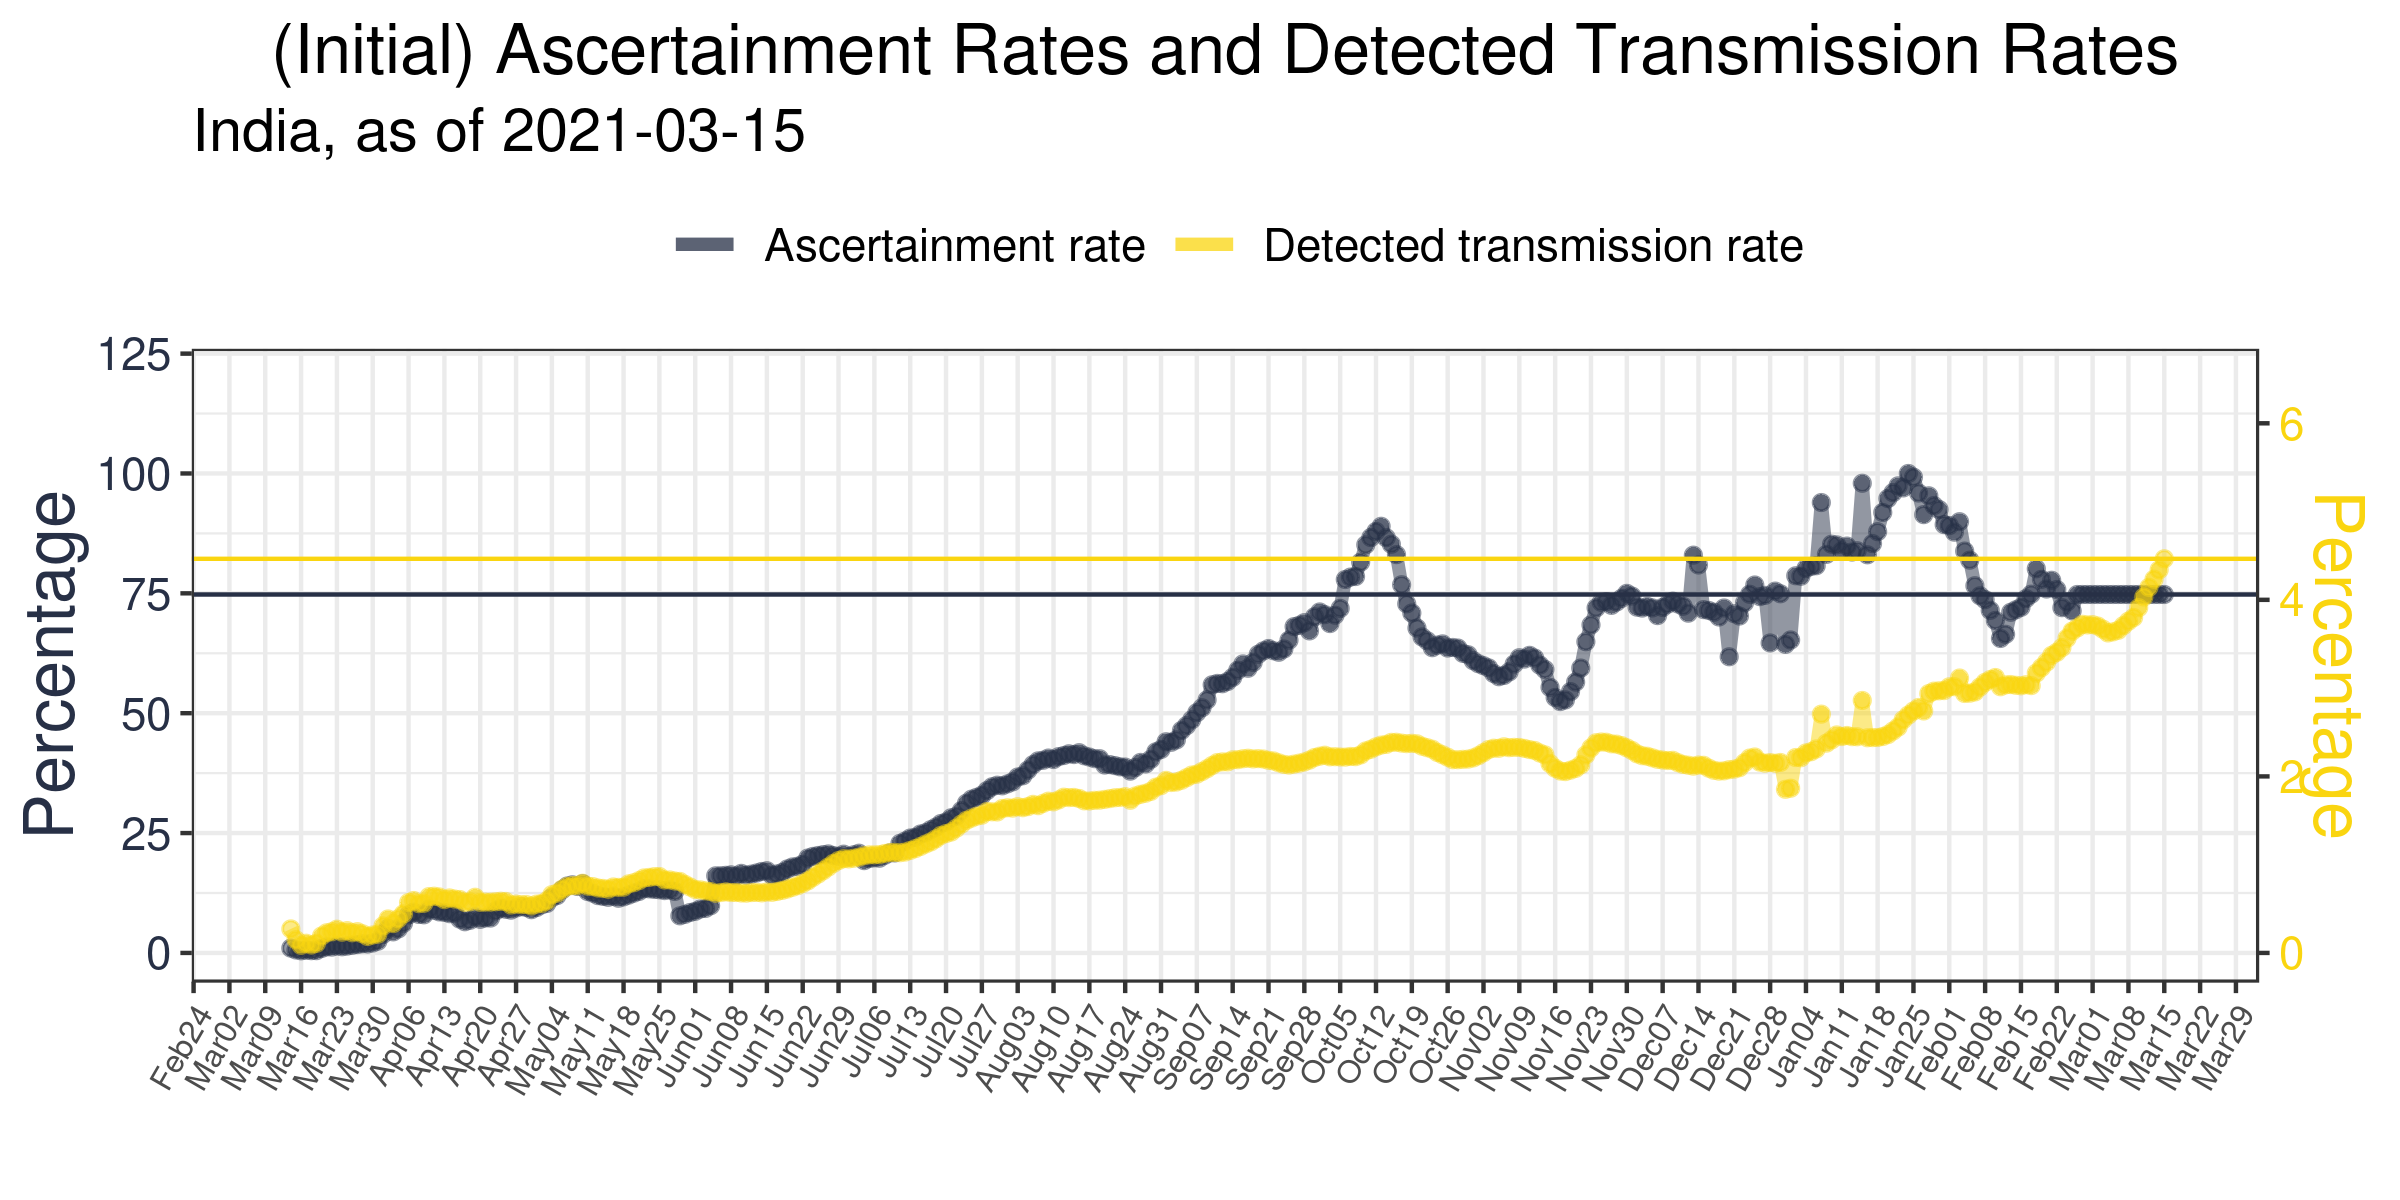 (Initial) Ascertainment Rates and Detected Transmission Rates
India, as of 2021-03-15
Ascertainment rate Detected transmission rate
Percentage
125
100
75
50
25
0
6
4
2
0
Percentage
Feb24 Mar02 Mar09 Mar16 Mar23 Mar30 Apr06 Apr13 Apr20 Apr27 May04 May11 May18 May25 Jun01 Jun08 Jun15 Jun22 Jun29 Jul06 Jul13 Jul20 Jul27 Aug03 Aug10 Aug17 Aug24 Aug31 Sep07 Sep14 Sep21 Sep28 Oct05 Oct12 Oct19 Oct26 Nov02 Nov09 Nov16 Nov23 Nov30 Dec07 Dec14 Dec21 Dec28 Jan04 Jan11 Jan18 Jan25 Feb01 Feb08 Feb15 Feb22 Mar01 Mar08 Mar15 Mar22 Mar29